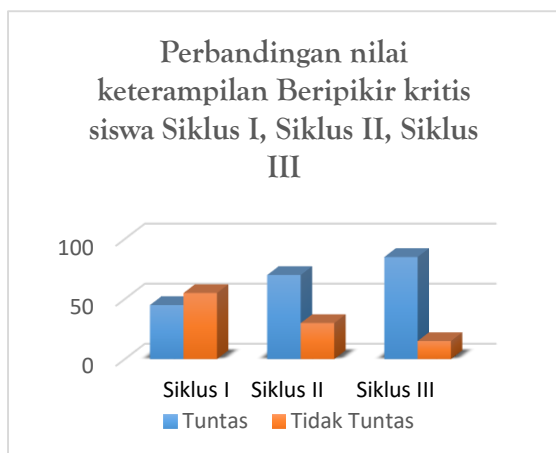 Perbandingan nilai
keterampilan Beripikir kritis
siswa Siklus I, Siklus II, Siklus
III
100
50
0
Siklus I Siklus II Siklus III
Tuntas Tidak Tuntas